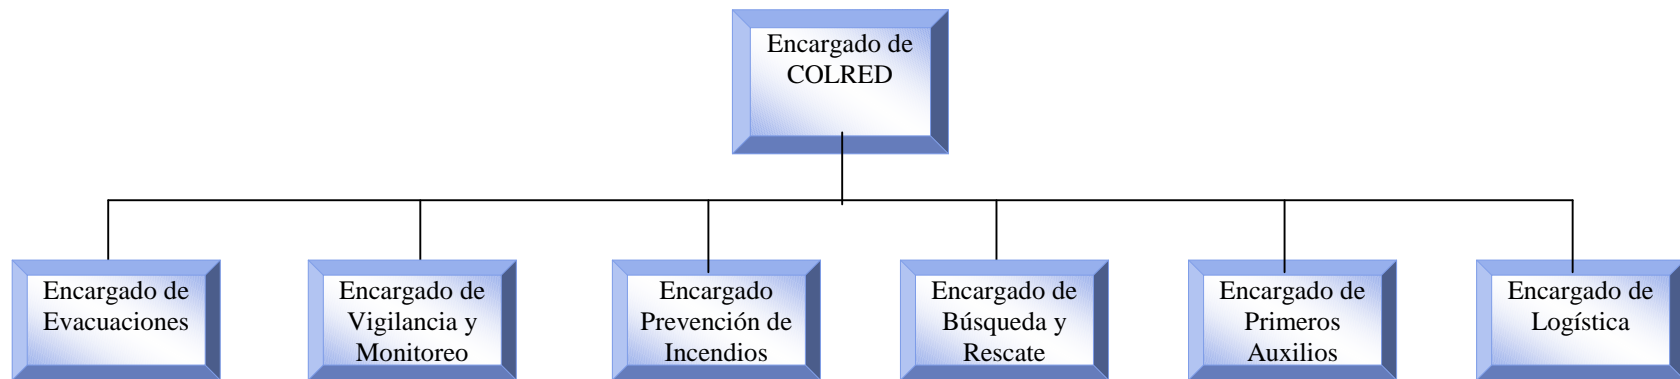 Encargado de
COLRED
Encargado de
Evacuaciones
Encargado de
Vigilancia y
Monitoreo
Encargado
Prevención de
Incendios
Encargado de
Búsqueda y
Rescate
Encargado de
Primeros
Auxilios
Encargado de
Logística